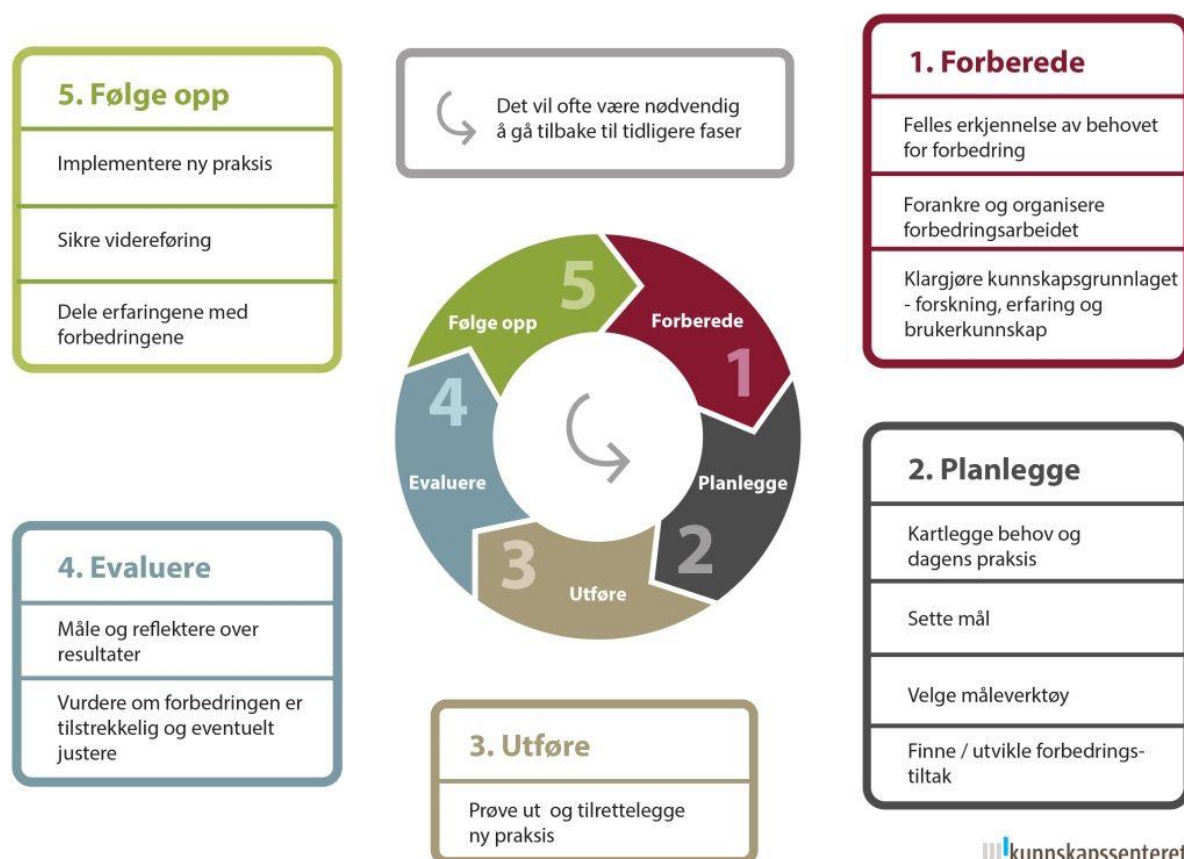 5. Følge opp
Implementere ny praksis
Sikre videreføring
Dele erfaringene med
forbedringene
Det vil ofte være nødvendig
å gå tilbake til tidligere faser
1. Forberede
Felles erkjennelse av behovet
for forbedring
Forankre og organisere
forbedringsarbeidet
Klargjøre kunnskapsgrunnlaget
- forskning, erfaring og
brukerkunnskap
5
Følge opp
Forberede
1
4
Evaluere
Planlegge
2
3
Utføre
2. Planlegge
Kartlegge behov og
dagens praksis
Sette mål
Velge måleverktøy
Finne / utvikle forbedrings-
tiltak
4. Evaluere
Måle og reflektere over
resultater
Vurdere om forbedringen er
tilstrekkelig og eventuelt
justere
3. Utføre
Prøve ut og tilrettelegge
ny praksis
kunnskapssenteret